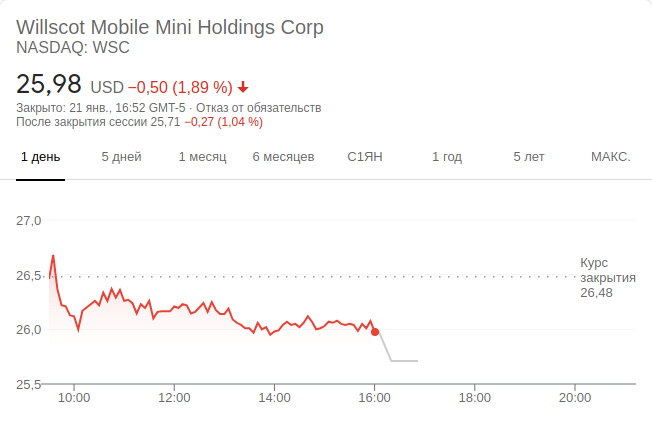 Willscot Mobile Mini Holdings Corp
NASDAQ: WSC
25,98 USD −0,50 (1,89 %)
Закрыто: 21 янв., 16:52 GMT-5 · Отказ от обязательств
После закрытия сессии 25,71 −0,27 (1,04 %)
1 день 5 дней 1 месяц 6 месяцев С1ЯН 1 год 5 лет МАКС.
27,0
26,5
26,0
25,5
Курс
закрытия
26,48
10:00 12:00 14:00 16:00 18:00 20:00